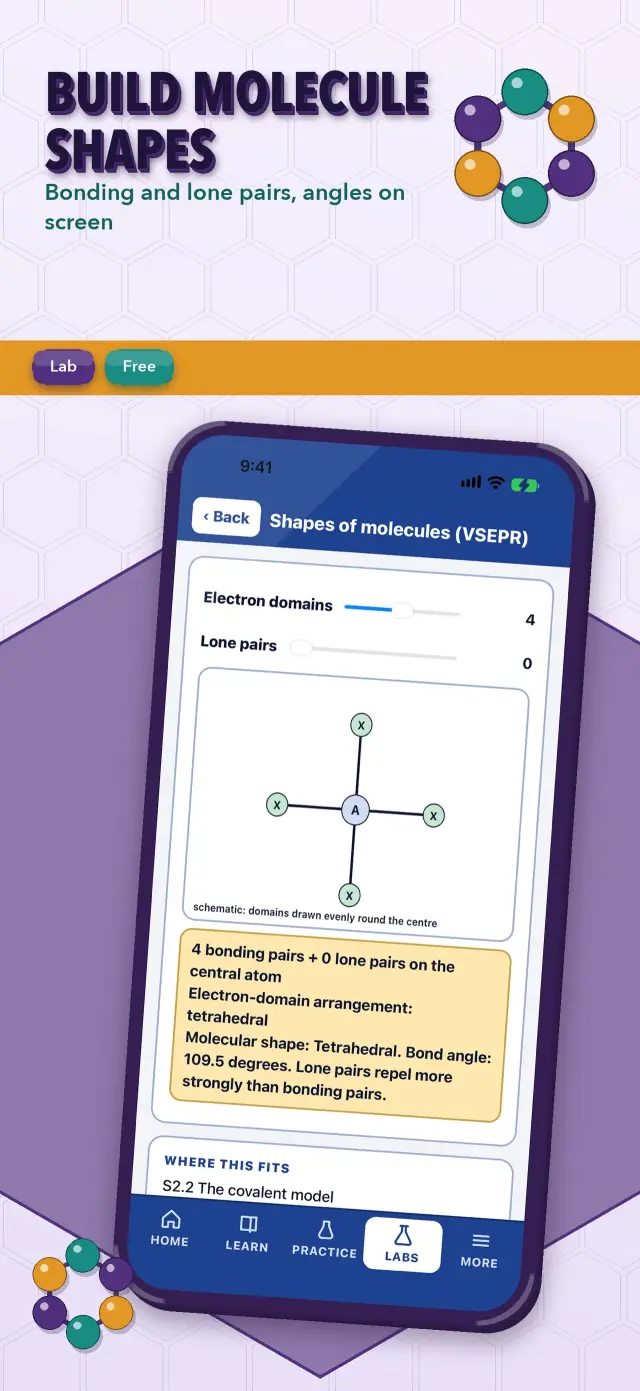 BUILD MOLECULE
SHAPES
Bonding and lone pairs, angles on
screen
Lab
Free
9:41
‹ Back
Shapes of molecules (VSEPR)
Electron domains
4
Lone pairs
0
X
X
A
X
X
schematic: domains drawn evenly round the centre
4 bonding pairs + 0 lone pairs on the
central atom
Electron-domain arrangement:
tetrahedral
Molecular shape: Tetrahedral. Bond angle:
109.5 degrees. Lone pairs repel more
strongly than bonding pairs.
WHERE THIS FITS
S2.2 The covalent model
HOME
LEARN
PRACTICE
LABS
MORE